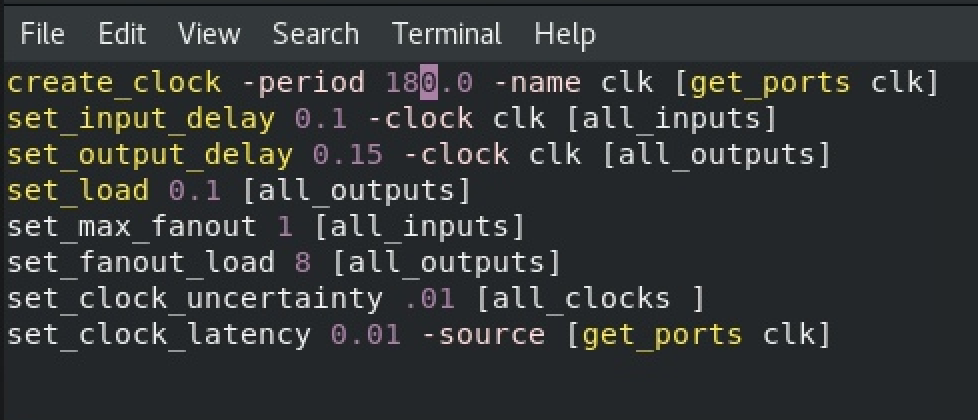 File Edit View Search Terminal Help
create_clock -period 180.0 -name clk [get_ports clk]
set_input_delay 0.1 -clock clk [all_inputs]
set_output_delay 0.15 -clock clk [all_outputs]
set_load 0.1 [all_outputs]
set_max_fanout 1 [all_inputs]
set_fanout_load 8 [all_outputs]
set_clock_uncertainty .01 [all_clocks ]
set_clock_latency 0.01 -source [get_ports clk]